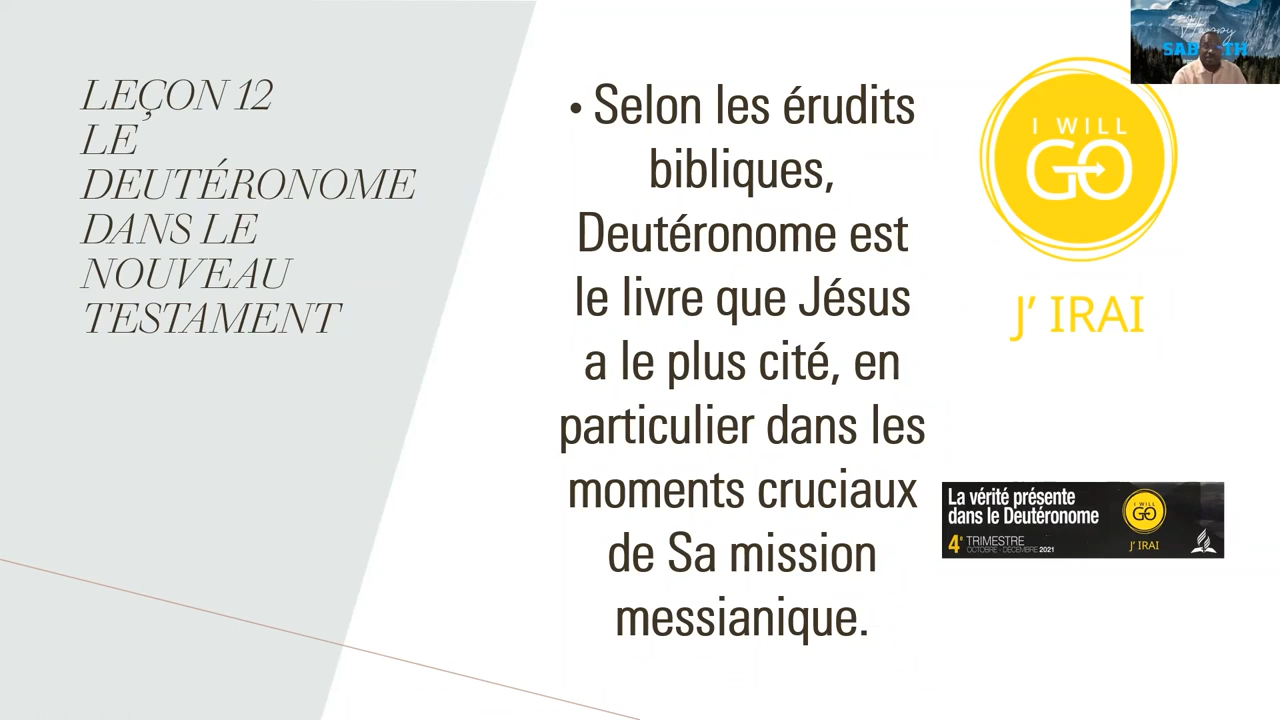 LEÇON 12
LE
DEUTÉRONOME
DANS LE
NOUVEAU
TESTAMENT
• Selon les érudits
bibliques,
Deutéronome est
le livre que Jésus
a le plus cité, en
particulier dans les
moments cruciaux
de Sa mission
messianique.
Happy
SABBATH
I WILL
GO
J’ IRAI
La vérité présente
dans le Deutéronome
4e TRIMESTRE
OCTOBRE - DÉCEMBRE 2021
I WILL
GO
J’ IRAI